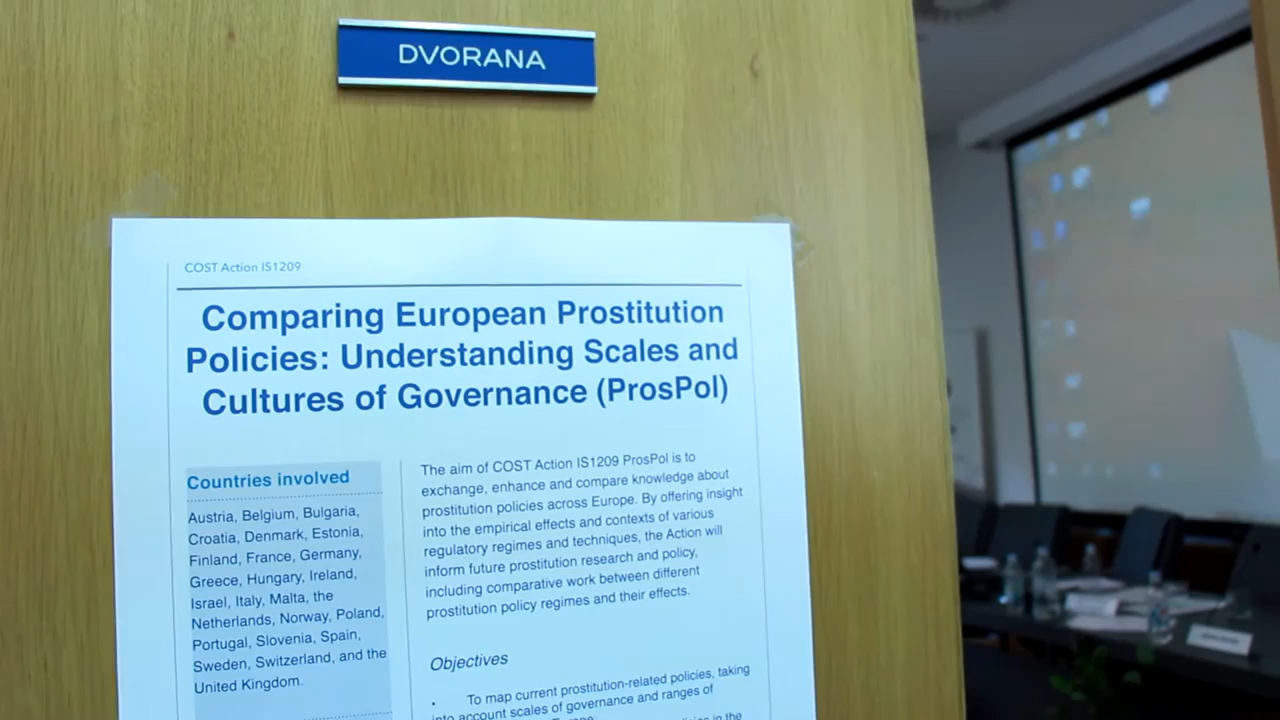 DVORANA
COST Action IS1209
Comparing European Prostitution
Policies: Understanding Scales and
Cultures of Governance (ProsPol)
Countries involved
Austria, Belgium, Bulgaria,
Croatia, Denmark, Estonia,
Finland, France, Germany,
Greece, Hungary, Ireland,
Israel, Italy, Malta, the
Netherlands, Norway, Poland,
Portugal, Slovenia, Spain,
Sweden, Switzerland, and the
United Kingdom.
The aim of COST Action IS1209 ProsPol is to
exchange, enhance and compare knowledge about
prostitution policies across Europe. By offering insight
into the empirical effects and contexts of various
regulatory regimes and techniques, the Action will
inform future prostitution research and policy,
including comparative work between different
prostitution policy regimes and their effects.
Objectives
• To map current prostitution-related policies, taking
into account scales of governance and ranges of
in the